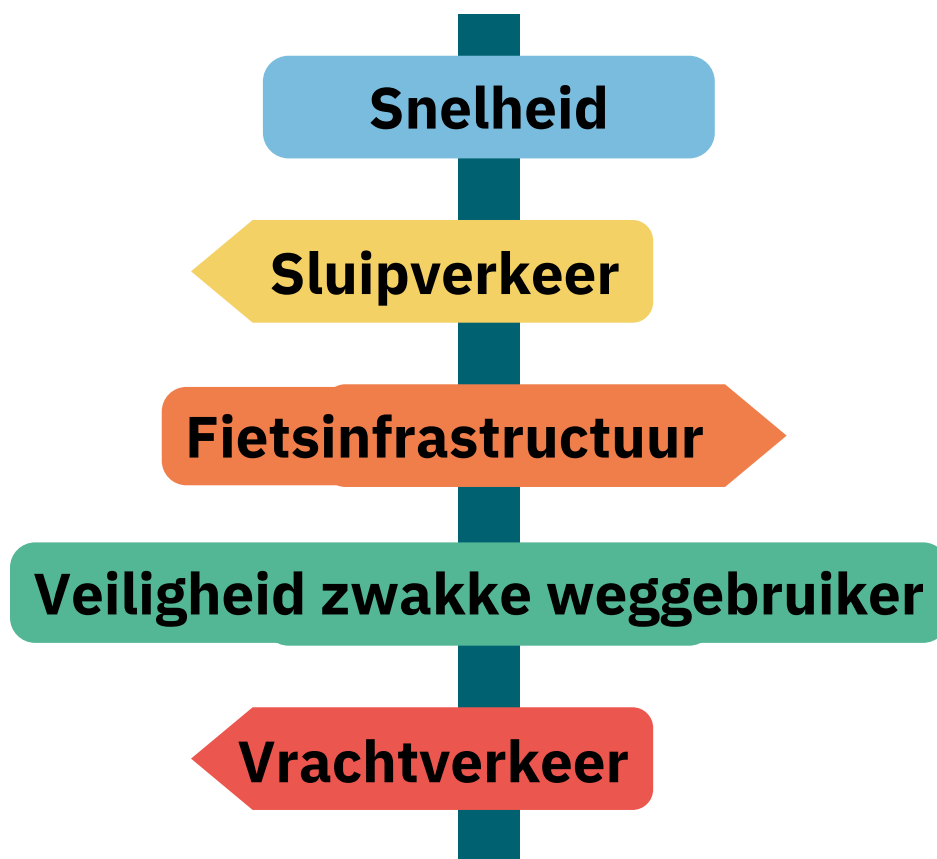 Snelheid
Sluipverkeer
Fietsinfrastructuur
Veiligheid zwakke weggebruiker
Vrachtverkeer